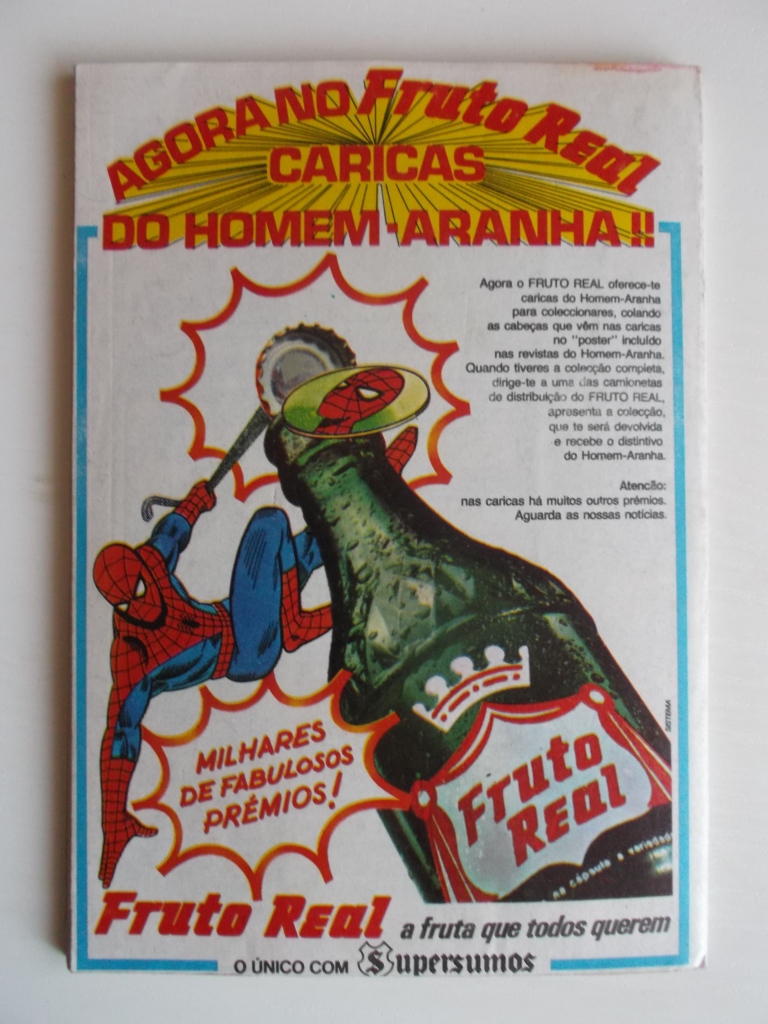 AGORA NO Fruto Real
CARICAS
DO HOMEM-ARANHA!!
Agora o FRUTO REAL oferece-te
caricas do Homem-Aranha
para coleccionares, colando
as cabeças que vêm nas caricas
no "poster" incluído
nas revistas do Homem-Aranha.
Quando tiveres a colecção completa,
dirige-te a uma das camionetas
de distribuição do FRUTO REAL,
apresenta a colecção,
que te será devolvida
e recebe o distintivo
do Homem-Aranha.
Atenção:
nas caricas há muitos outros prémios.
Aguarda as nossas notícias.
SISTEMA
MILHARES
DE FABULOSOS
PRÉMIOS!
Fruto
Real
na cápsula a variedade
Fruto Real a fruta que todos querem
O ÚNICO COM Supersumos